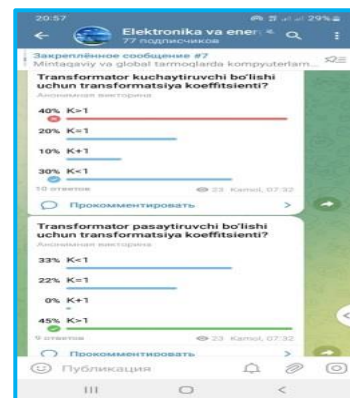 20:57
29%
Elektronika va ener
77 подписчиков
Закреплённое сообщение #7
Mintaqaviy va global tarmoqlarda kompyuterlarn...
Transformator kuchaytiruvchi bo'lishi
uchun transformatsiya koeffitsienti?
Анонимная викторина
40% K>1
20% K=1
10% K+1
30% K<1
10 ответов
23 Kamol, 07:32
Прокомментировать
Transformator pasaytiruvchi bo'lishi
uchun transformatsiya koeffitsienti?
Анонимная викторина
33% K<1
22% K=1
0% K+1
45% K>1
9 ответов
23 Kamol, 07:32
Прокомментировать
Публикация